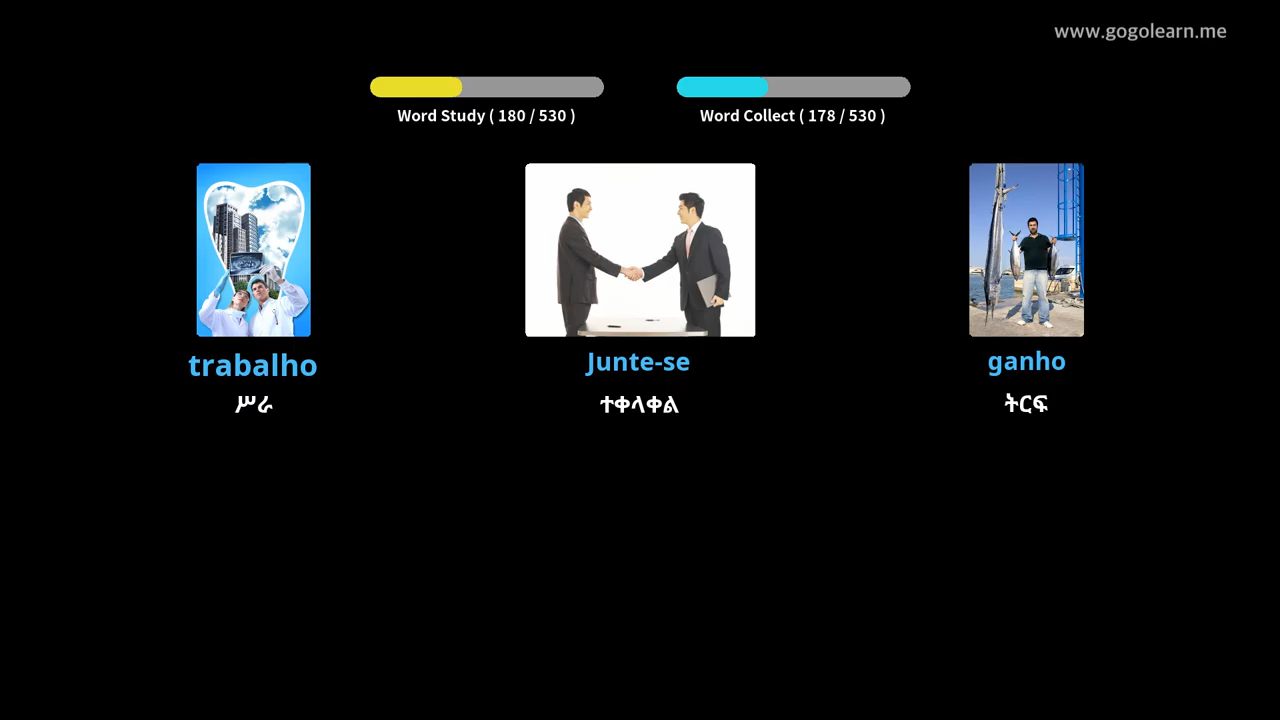 www.gogolearn.me
Word Study ( 180 / 530 )
Word Collect ( 178 / 530 )
trabalho
Junte-se
ganho
ሥራ
ተቀላቀል
ትርፍ